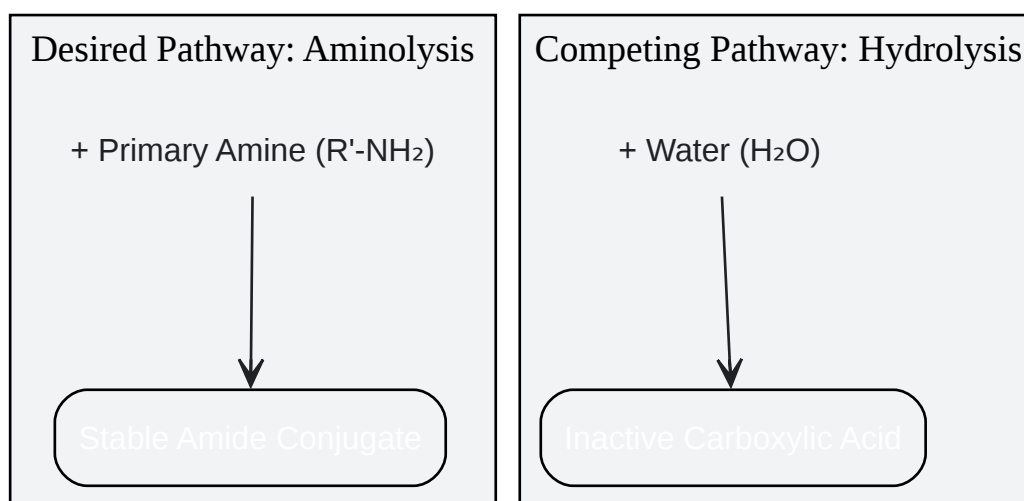 Desired Pathway: Aminolysis
+ Primary Amine (R'-NH₂)
Stable Amide Conjugate
Competing Pathway: Hydrolysis
+ Water (H₂O)
Inactive Carboxylic Acid